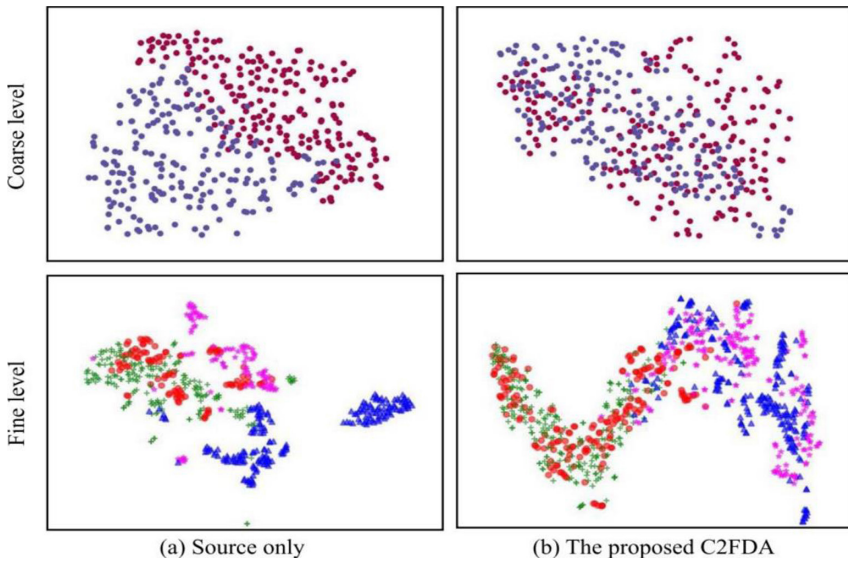 Coarse level
Fine level
(a) Source only
(b) The proposed C2FDA